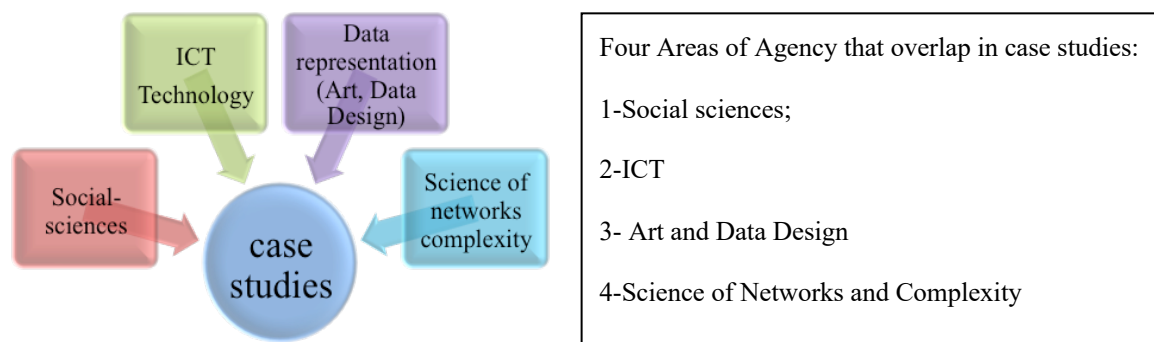 ICT
Technology
Data
representation
(Art, Data
Design)
Social-
sciences
Science of
networks
complexity
case
studies
Four Areas of Agency that overlap in case studies:
1-Social sciences;
2-ICT
3- Art and Data Design
4-Science of Networks and Complexity